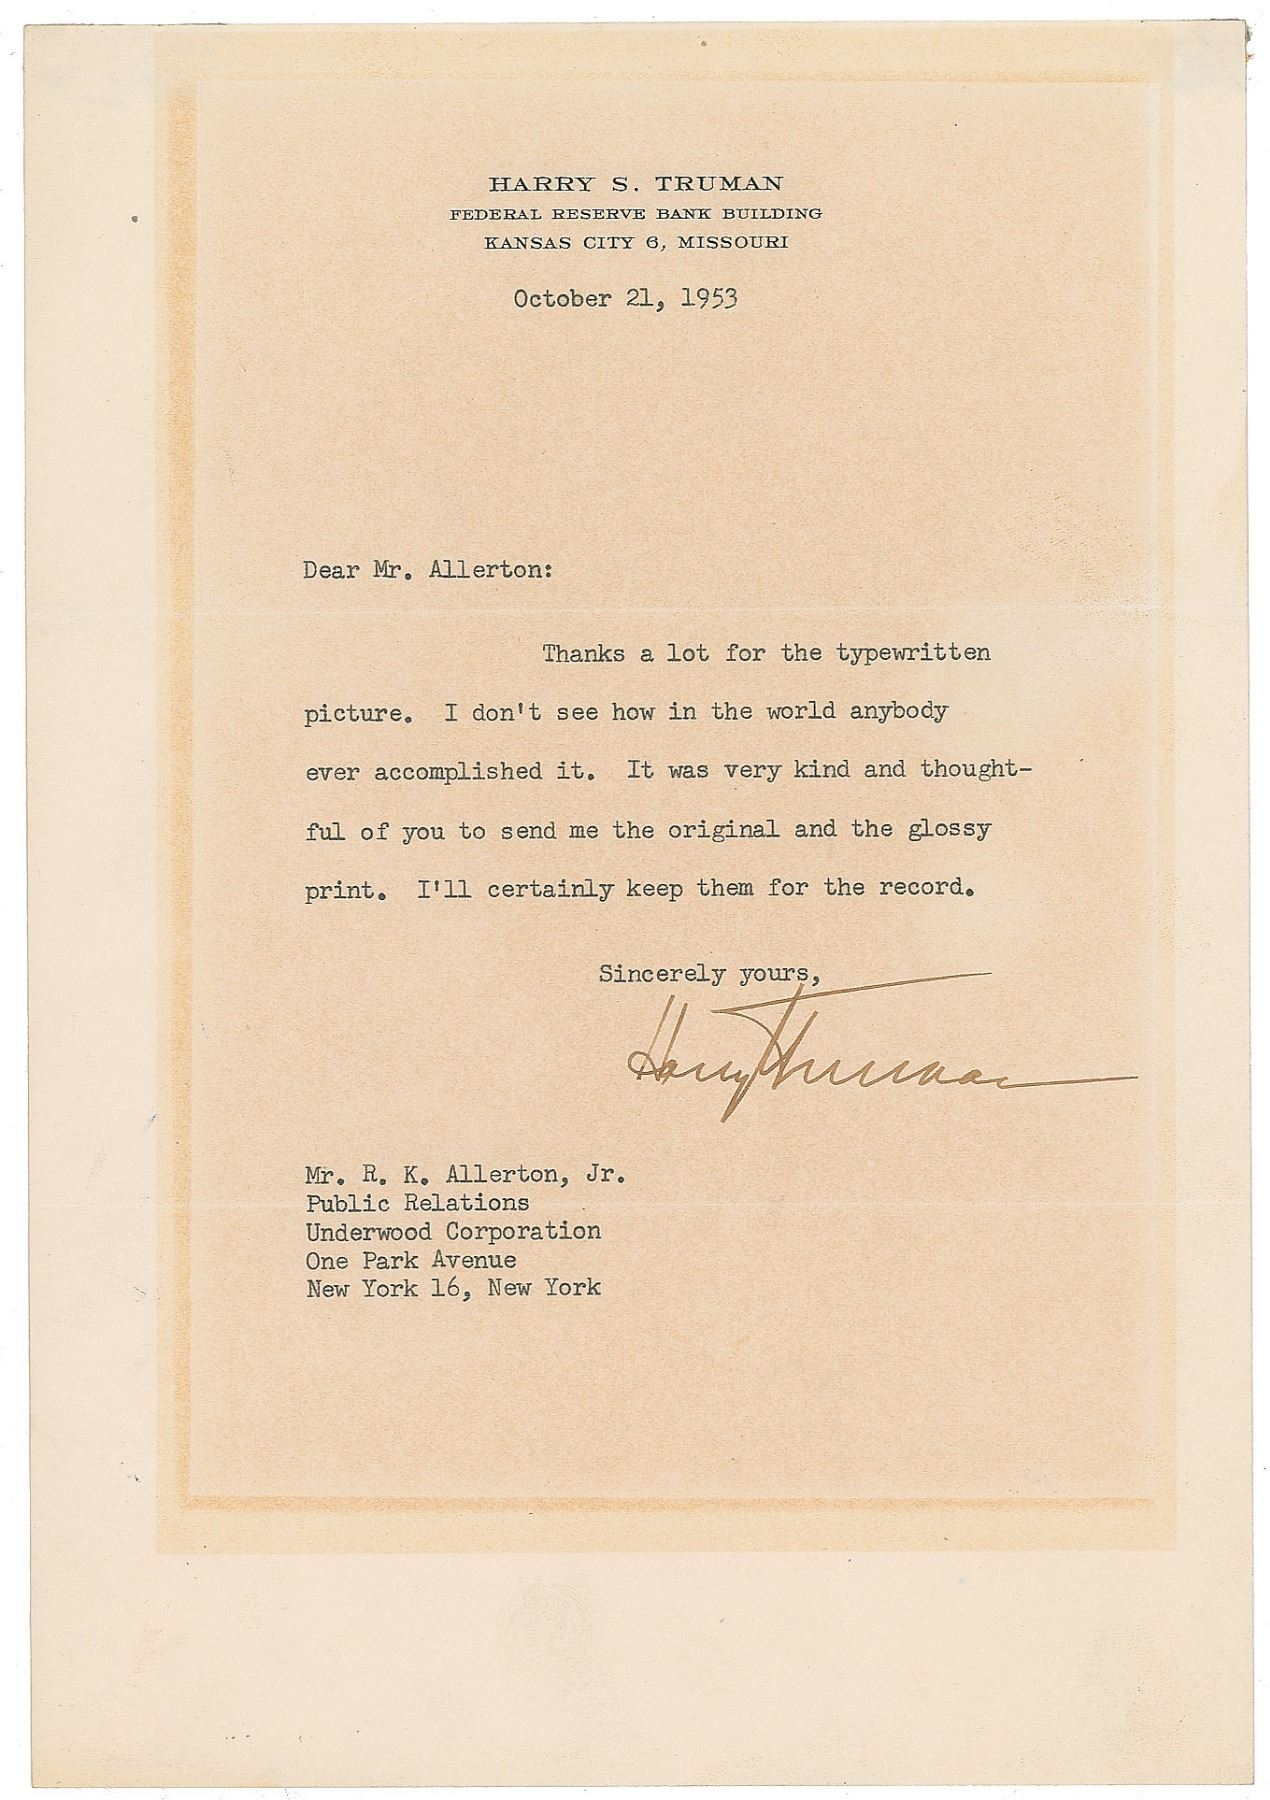 HARRY S. TRUMAN
FEDERAL RESERVE BANK BUILDING
KANSAS CITY 6, MISSOURI
October 21, 1953
Dear Mr. Allerton:
Thanks a lot for the typewritten
picture. I don't see how in the world anybody
ever accomplished it. It was very kind and thought-
ful of you to send me the original and the glossy
print. I'll certainly keep them for the record.
Sincerely yours,
Harry Truman
Mr. R. K. Allerton, Jr.
Public Relations
Underwood Corporation
One Park Avenue
New York 16, New York